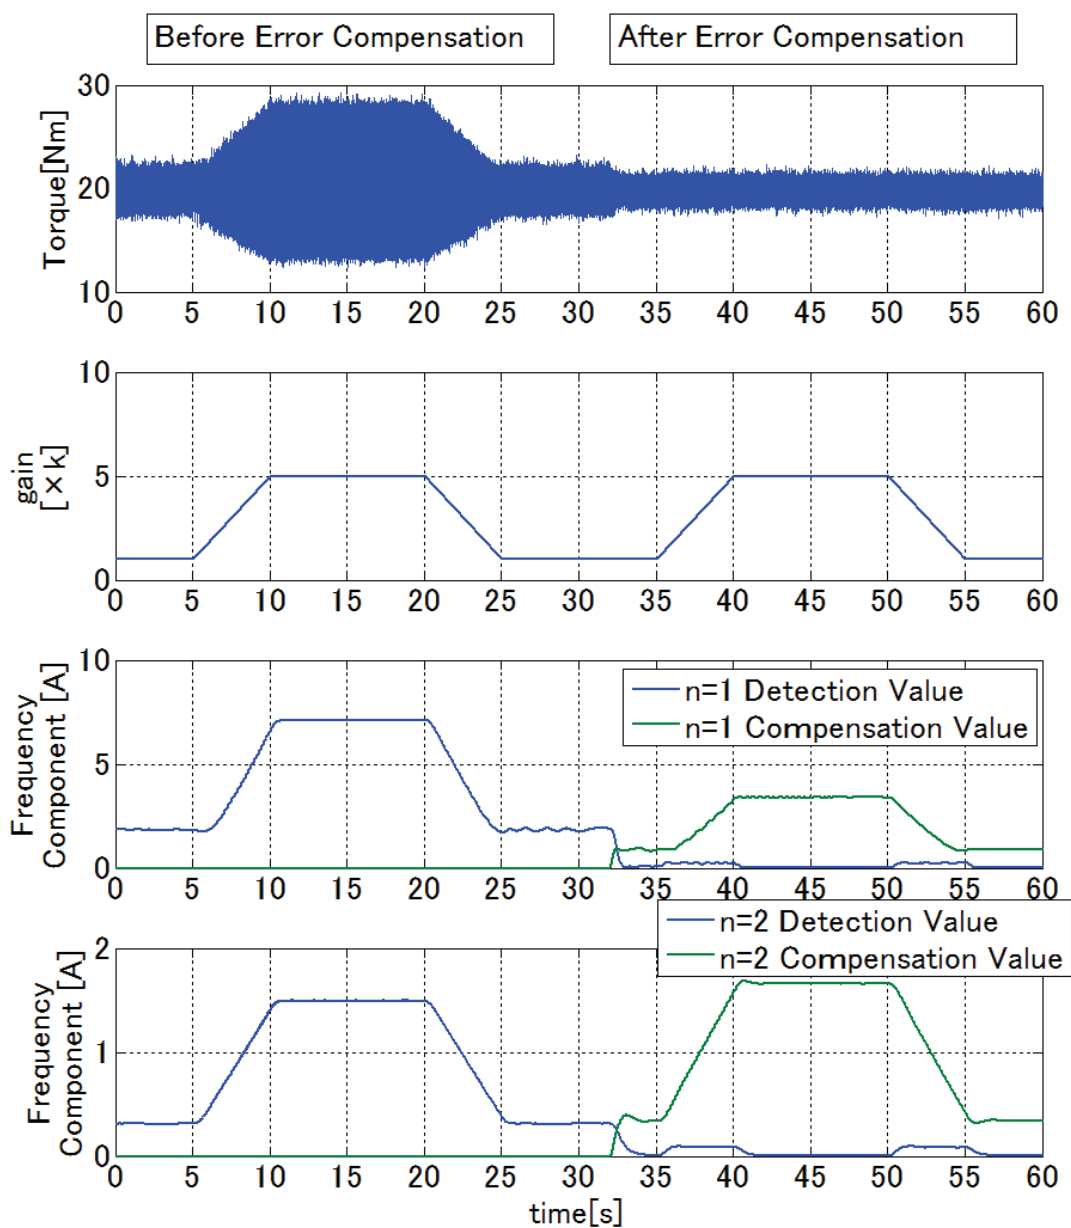 Before Error Compensation
After Error Compensation
Torque[Nm]
30
20
10
0 5 10 15 20 25 30 35 40 45 50 55 60
gain
[×k]
10
5
0
0 5 10 15 20 25 30 35 40 45 50 55 60
Frequency
Component [A]
10
5
0
n=1 Detection Value
n=1 Compensation Value
0 5 10 15 20 25 30 35 40 45 50 55 60
Frequency
Component [A]
2
1
0
n=2 Detection Value
n=2 Compensation Value
0 5 10 15 20 25 30 35 40 45 50 55 60
time[s]